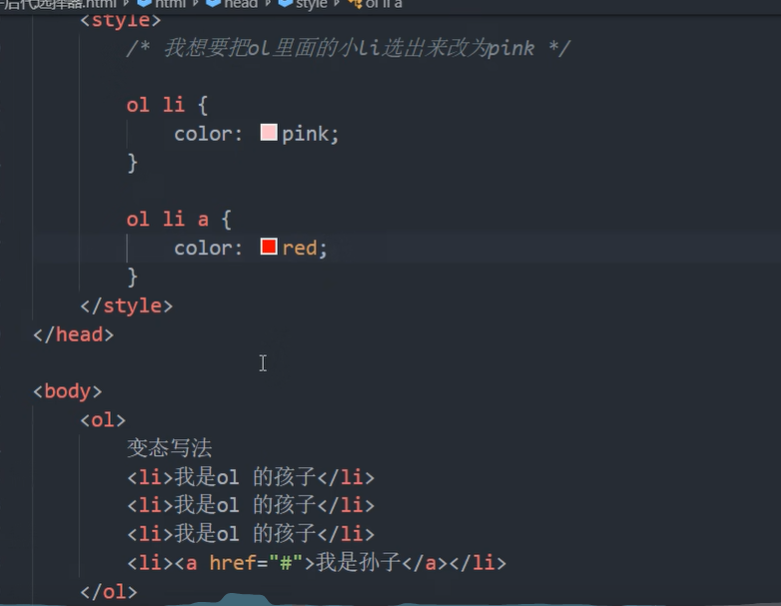 后代选择器.html > html > head > style > ol li a
<style>
/* 我想要把ol里面的小li选出来改为pink */
ol li {
color: pink;
}
ol li a {
color: red;
}
</style>
</head>
<body>
<ol>
变态写法
<li>我是ol 的孩子</li>
<li>我是ol 的孩子</li>
<li>我是ol 的孩子</li>
<li><a href="#">我是孙子</a></li>
</ol>